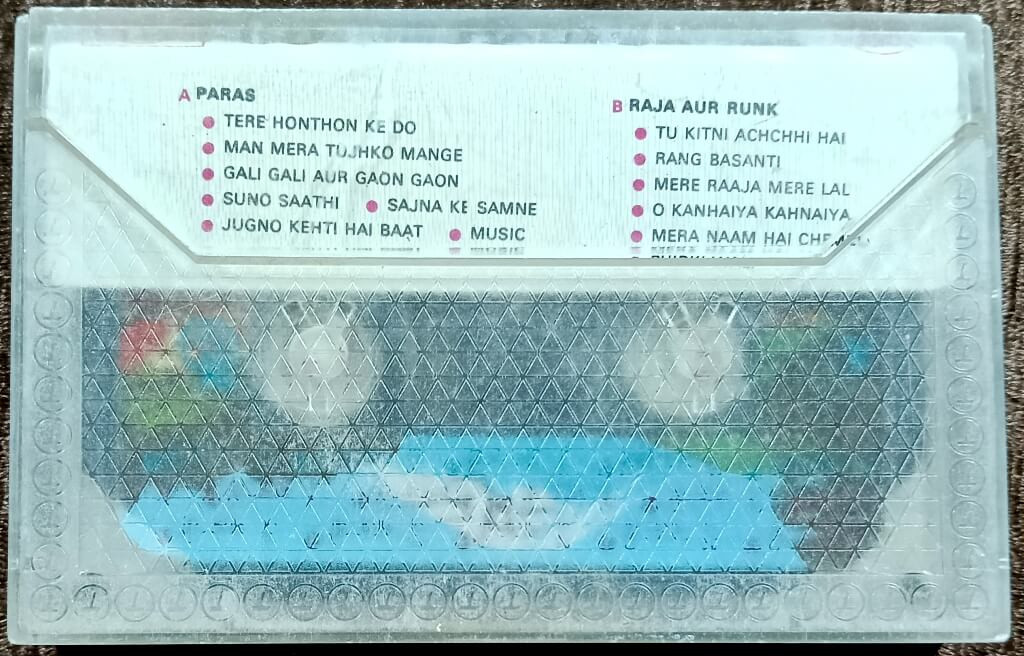 A PARAS
TERE HONTHON KE DO
MAN MERA TUJHKO MANGE
GALI GALI AUR GAON GAON
SUNO SAATHI ● SAJNA KE SAMNE
JUGNO KEHTI HAI BAAT ● MUSIC
B RAJA AUR RUNK
TU KITNI ACHCHHI HAI
RANG BASANTI
MERE RAAJA MERE LAL
O KANHAIYA KAHNAIYA
MERA NAAM HAI